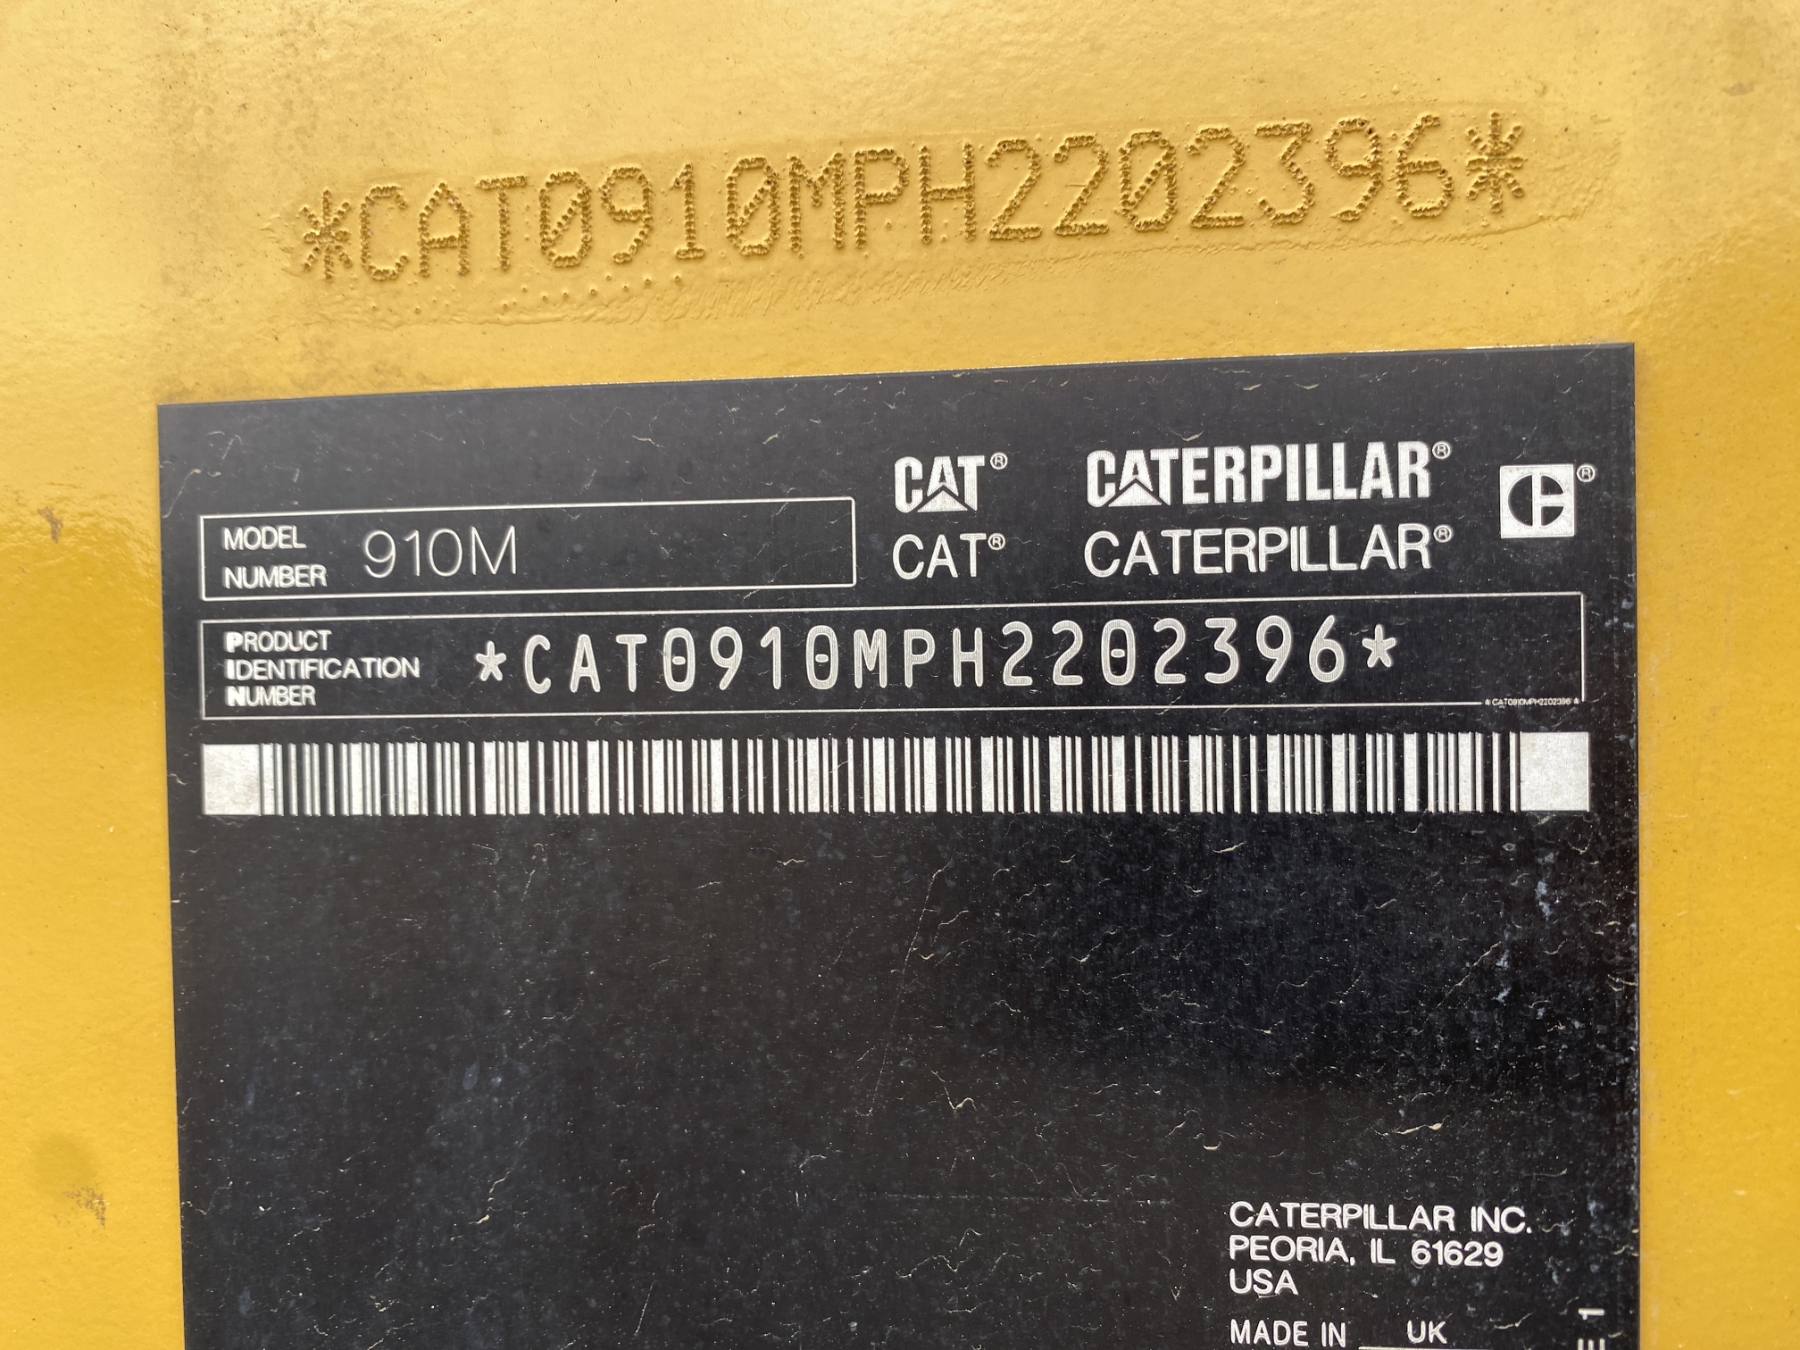 *CAT0910MPH2202396*
CAT® CATERPILLAR® ®
MODEL NUMBER 910M
CAT® CATERPILLAR®
PRODUCT
IDENTIFICATION
NUMBER
*CAT0910MPH2202396*
*CAT0910MPH2202396*
CATERPILLAR INC.
PEORIA, IL 61629
USA
MADE IN UK